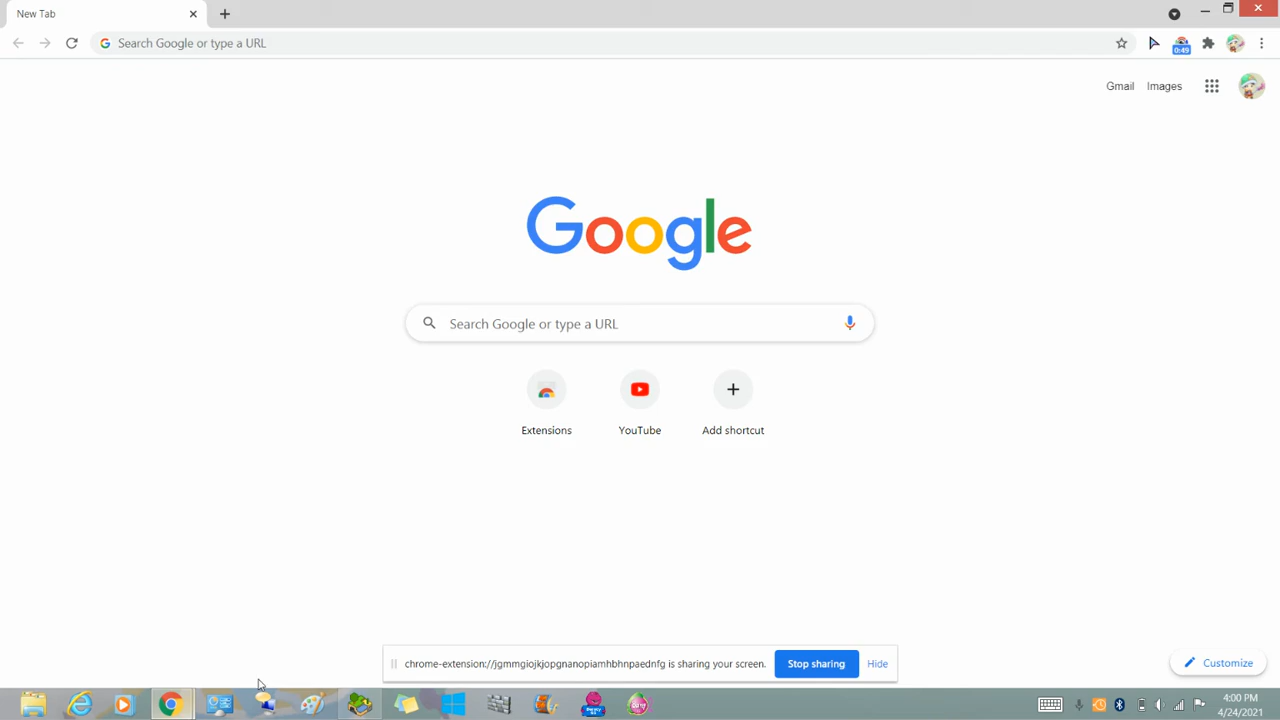 New Tab
Search Google or type a URL
0:49
Gmail Images
Google
Search Google or type a URL
Extensions YouTube Add shortcut
chrome-extension://jgmmgiojkjopgnanopiamhbhnpaednfg is sharing your screen. Stop sharing Hide
Customize
4:00 PM
4/24/2021